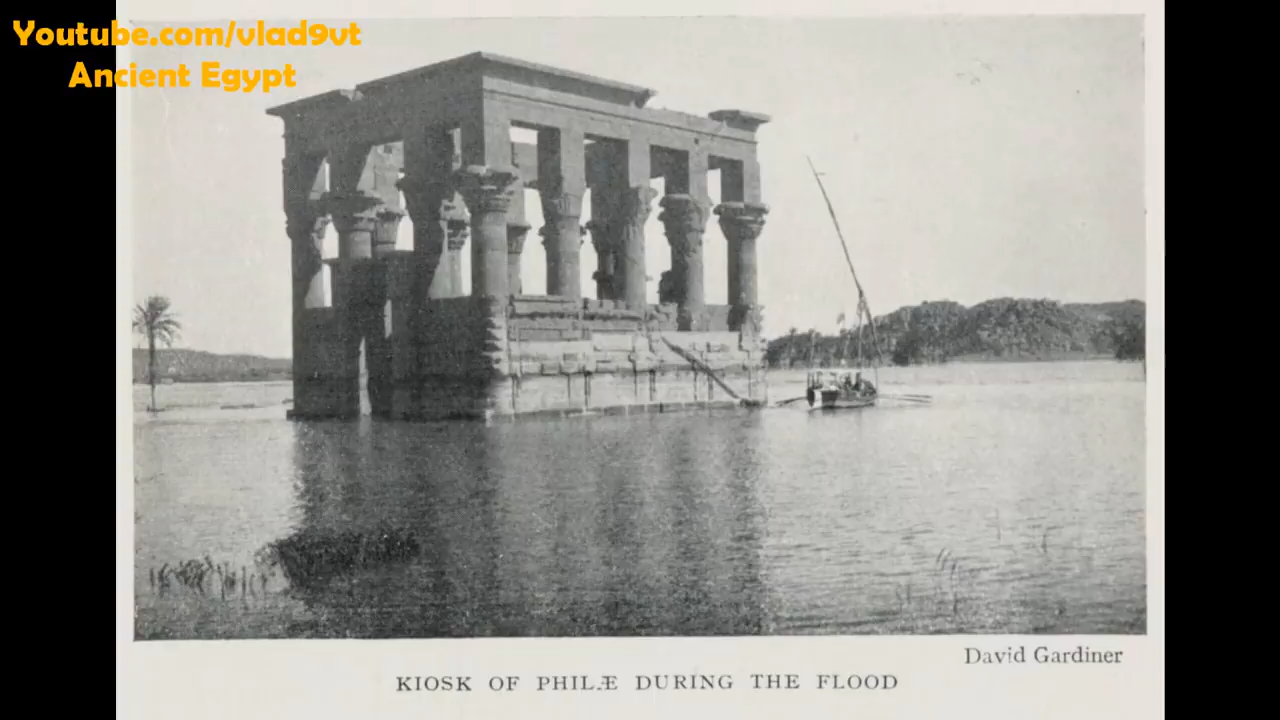 Youtube.com/vlad9vt
Ancient Egypt
David Gardiner
KIOSK OF PHILÆ DURING THE FLOOD